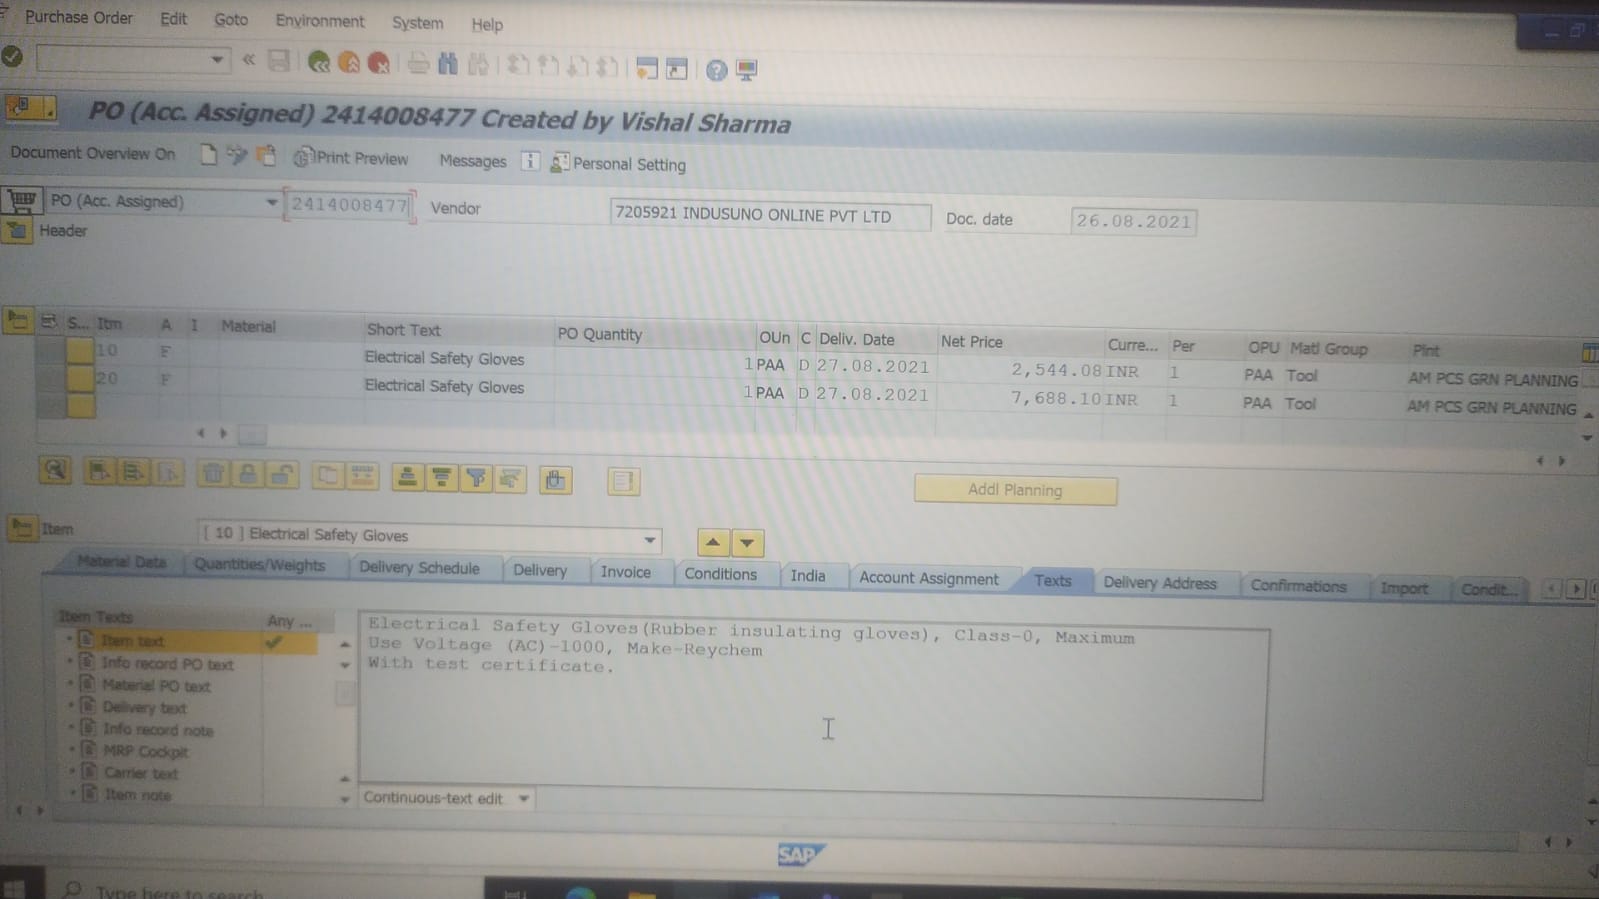 Purchase Order Edit Goto Environment System Help
PO (Acc. Assigned) 2414008477 Created by Vishal Sharma
Document Overview On Print Preview Messages Personal Setting
PO (Acc. Assigned) 2414008477 Vendor 7205921 INDUSUNO ONLINE PVT LTD Doc. date 26.08.2021
Header
S... Itm A I Material Short Text PO Quantity OUn C Deliv. Date Net Price Curre... Per OPU Matl Group Plnt
10 F Electrical Safety Gloves 1 PAA D 27.08.2021 2,544.08 INR 1 PAA Tool AM PCS GRN PLANNING
20 F Electrical Safety Gloves 1 PAA D 27.08.2021 7,688.10 INR 1 PAA Tool AM PCS GRN PLANNING
Addl Planning
Item [ 10 ] Electrical Safety Gloves
Material Data Quantities/Weights Delivery Schedule Delivery Invoice Conditions India Account Assignment Texts Delivery Address Confirmations Import Condit...
Item Texts Any ...
Item text
Info record PO text
Material PO text
Delivery text
Info record note
MRP Cockpit
Carrier text
Item note
Electrical Safety Gloves(Rubber insulating gloves), Class-0, Maximum
Use Voltage (AC)-1000, Make-Reychem
With test certificate.
Continuous-text edit
SAP
Type here to search